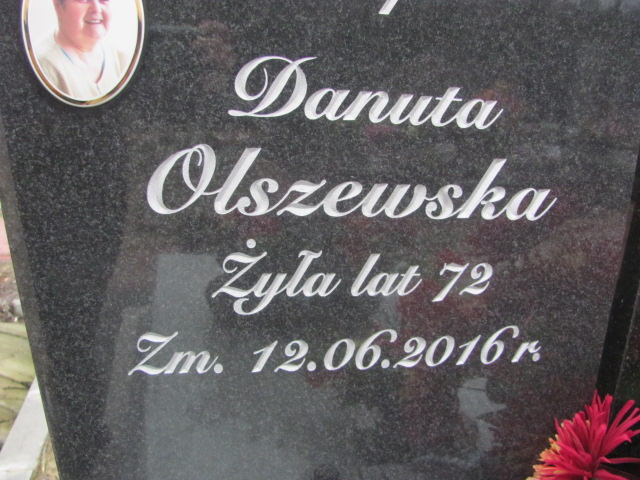 Danuta
Olszewska
Żyła lat 72
Zm. 12.06.2016 r.